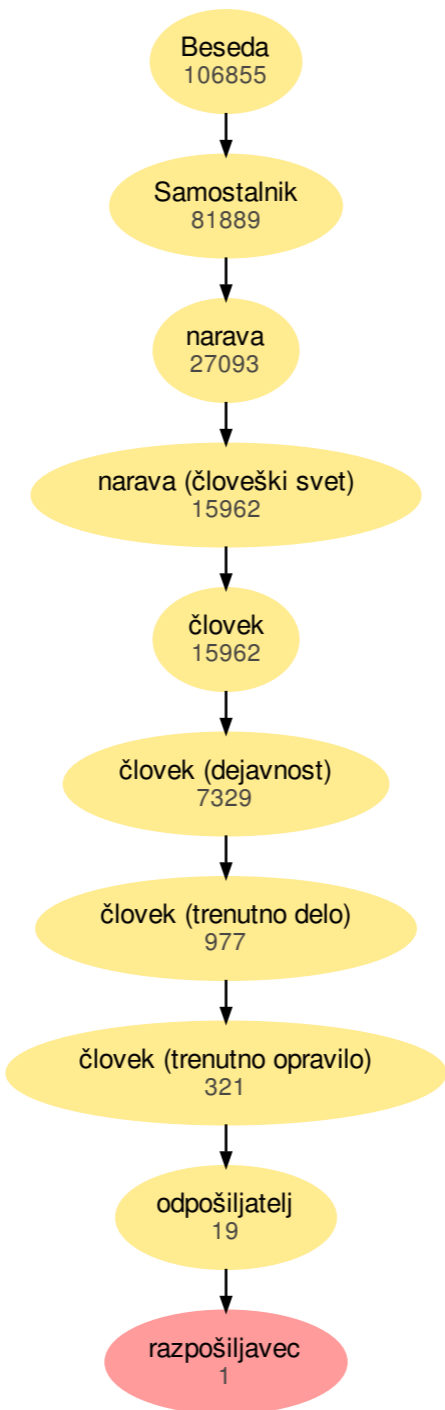 Beseda
106855
Samostalnik
81889
narava
27093
narava (človeški svet)
15962
človek
15962
človek (dejavnost)
7329
človek (trenutno delo)
977
človek (trenutno opravilo)
321
odpošiljatelj
19
razpošiljavec
1